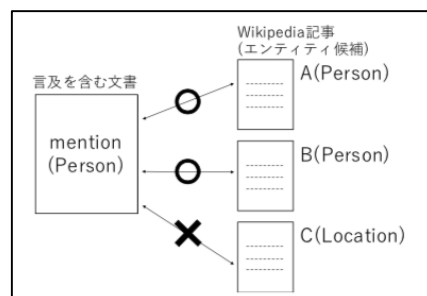 Wikipedia記事
(エンティティ候補)
言及を含む文書
A(Person)
mention
(Person)
B(Person)
C(Location)